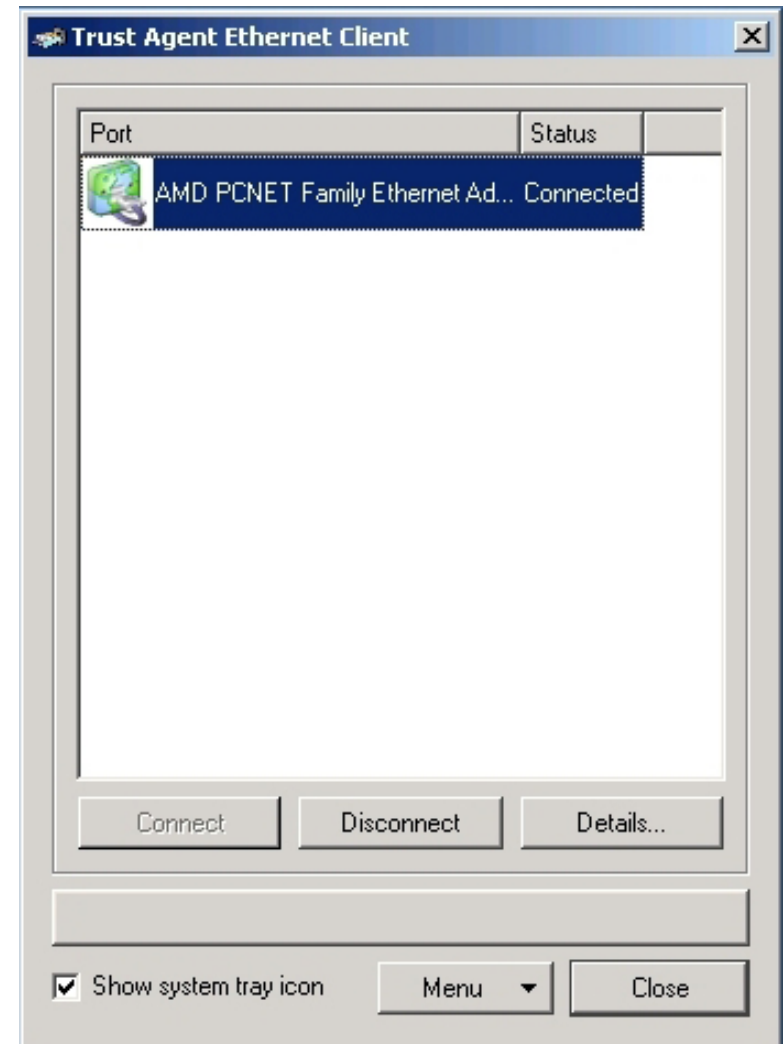 Trust Agent Ethernet Client
Port Status
AMD PCNET Family Ethernet Ad... Connected
Connect Disconnect Details...
Show system tray icon Menu Close